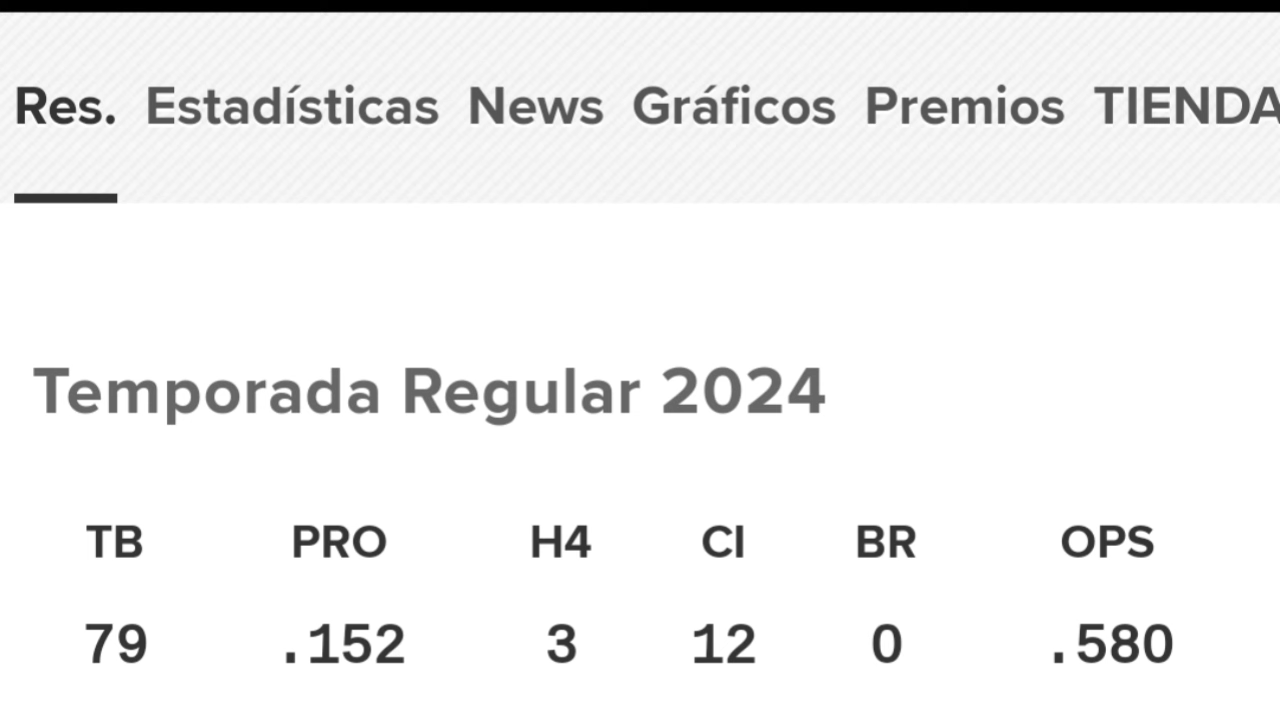 Res. Estadísticas News Gráficos Premios TIENDA
Temporada Regular 2024
TB PRO H4 CI BR OPS
79 .152 3 12 0 .580